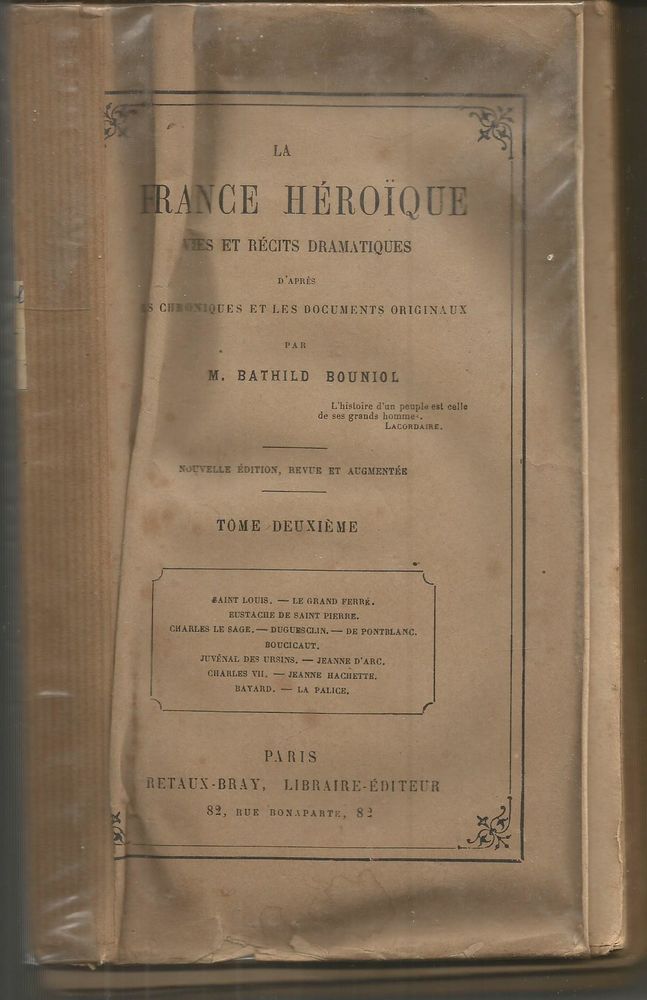 LA
FRANCE HÉROÏQUE
VIES ET RÉCITS DRAMATIQUES
D'APRÈS
CHRONIQUES ET LES DOCUMENTS ORIGINAUX
PAR
M. BATHILD BOUNIOL
L'histoire d'un peuple est celle
de ses grands hommes.
LACORDAIRE.
NOUVELLE ÉDITION, REVUE ET AUGMENTÉE
TOME DEUXIÈME
SAINT LOUIS. — LE GRAND FERRÉ.
EUSTACHE DE SAINT PIERRE.
CHARLES LE SAGE. — DUGUESCLIN. — DE PONTBLANC.
BOUCICAUT.
JUVÉNAL DES URSINS. — JEANNE D'ARC.
CHARLES VII. — JEANNE HACHETTE.
BAYARD. — LA PALICE.
PARIS
RETAUX-BRAY, LIBRAIRE-ÉDITEUR
82, RUE BONAPARTE, 82